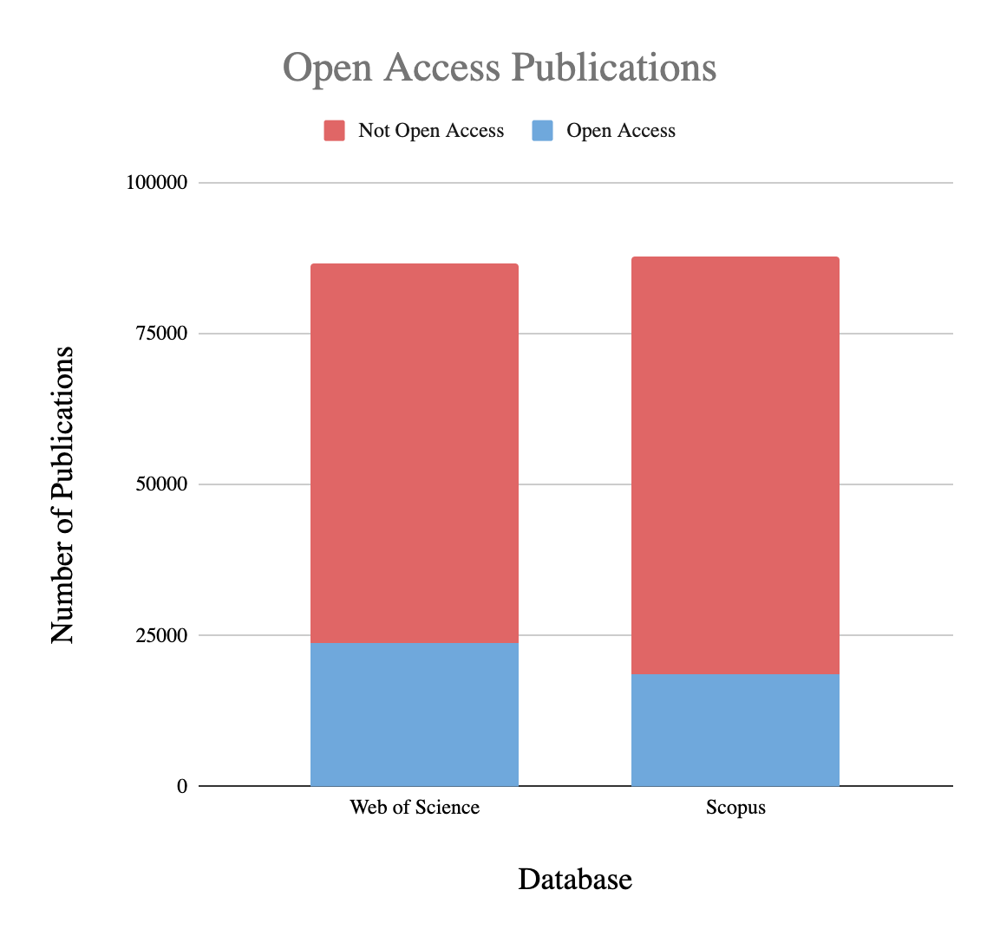 Open Access Publications
Not Open Access
Open Access
100000
75000
50000
25000
0
Number of Publications
Web of Science
Scopus
Database